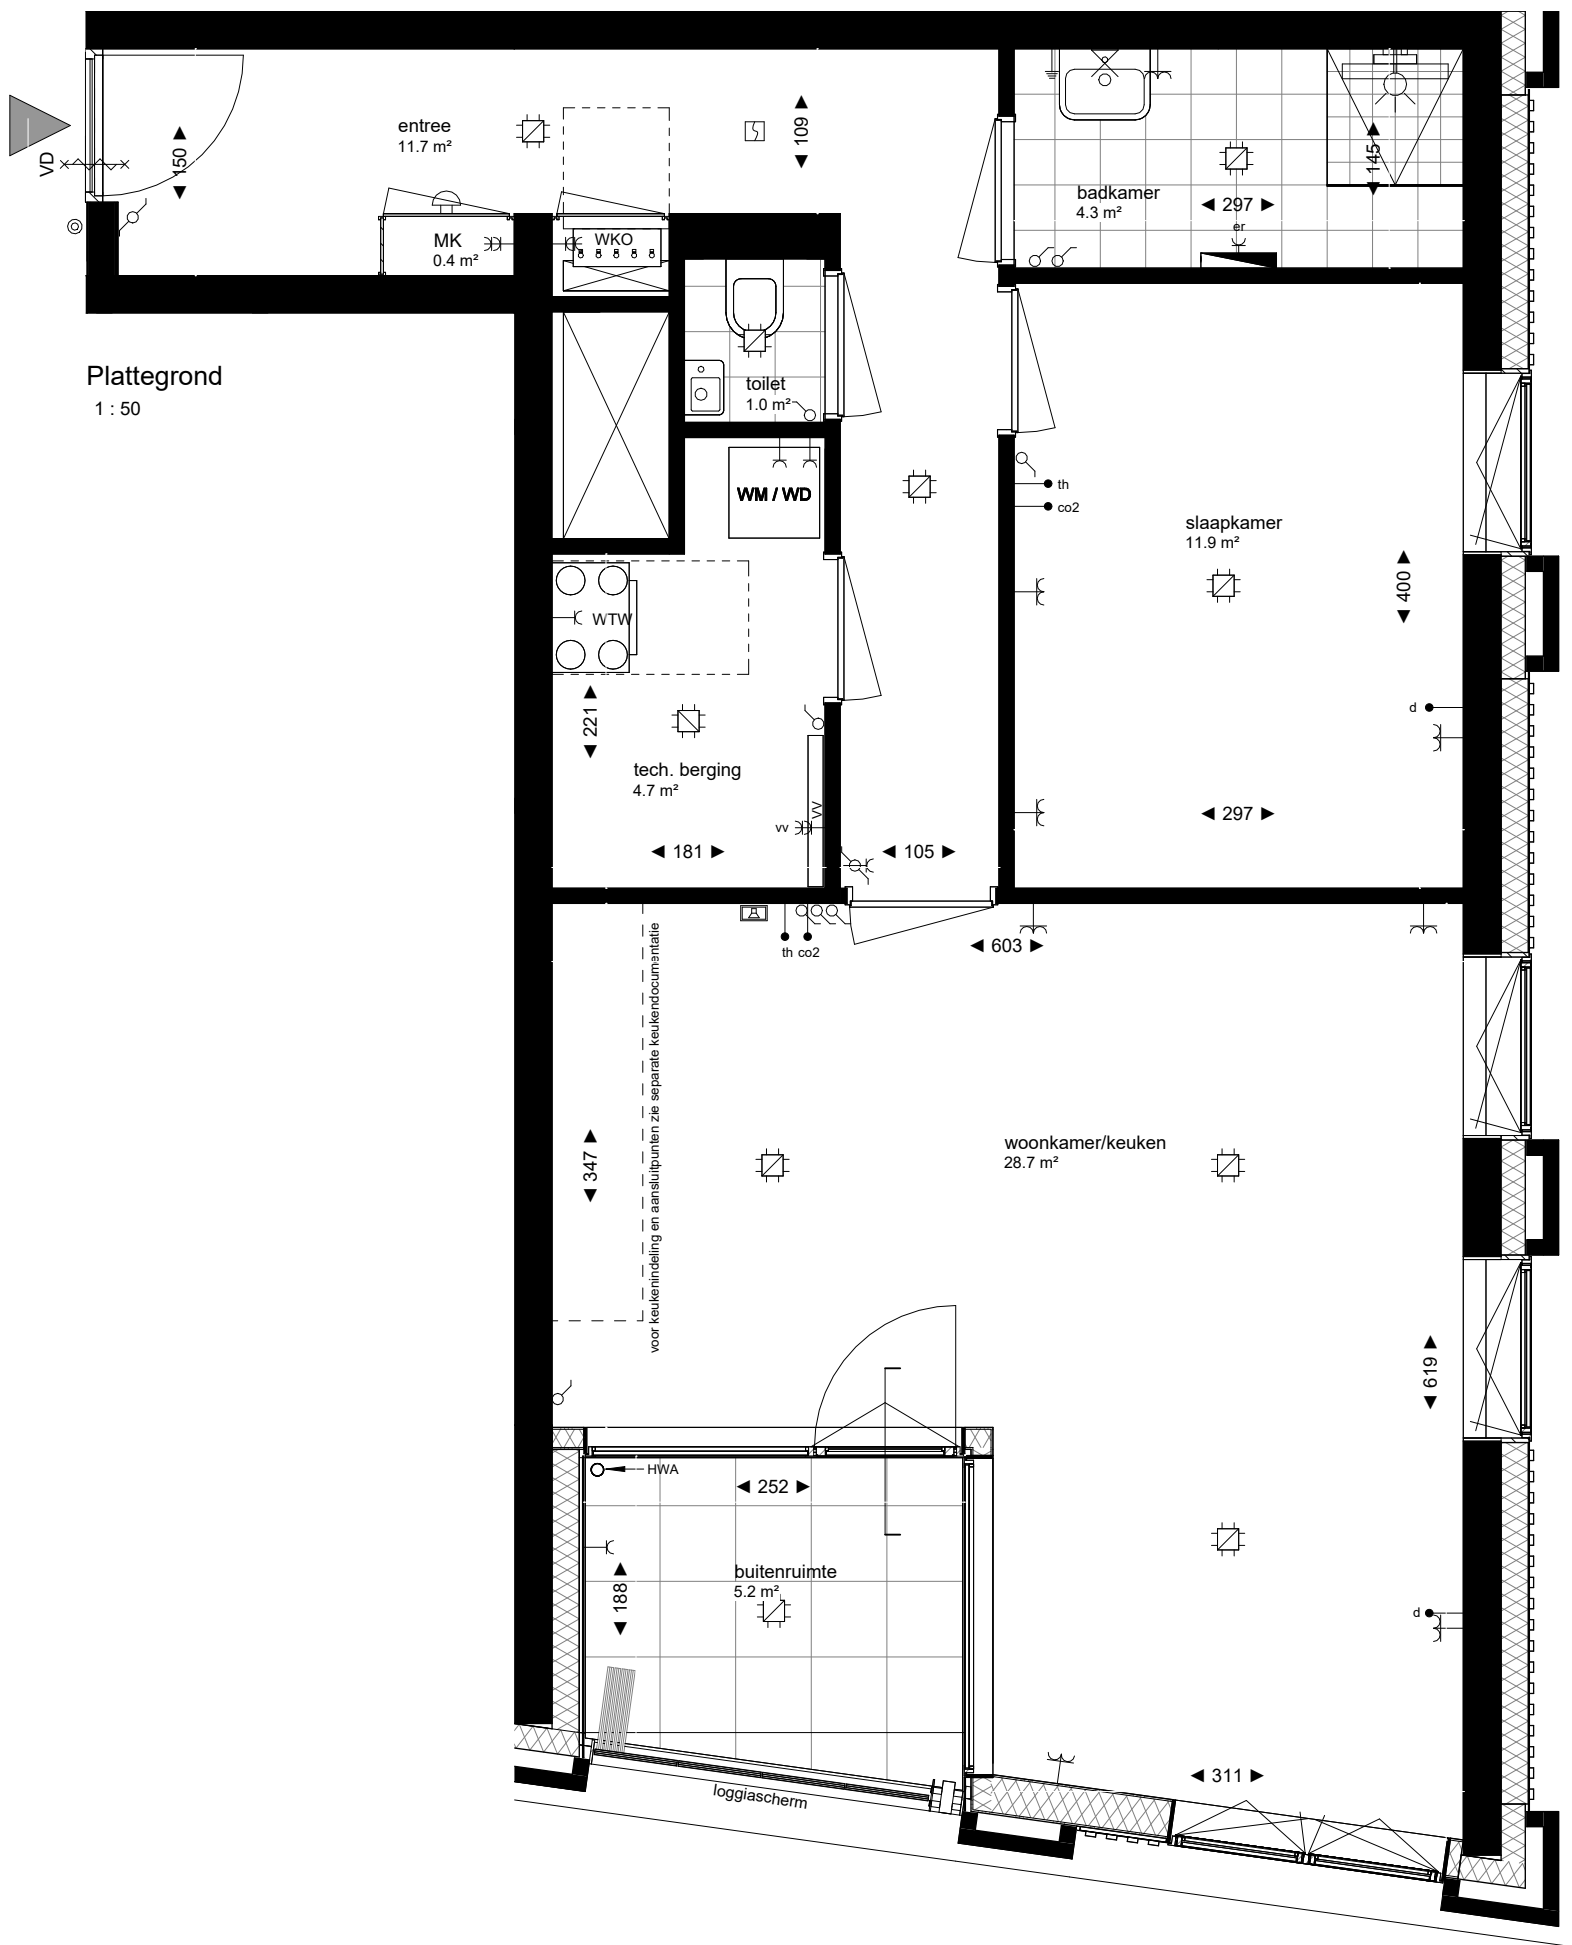 entree
11.7 m²
109
VD
150
145
badkamer
4.3 m²
297
er
MK
0.4 m²
WKO
Plattegrond
1 : 50
toilet
1.0 m²
WM / WD
th
co2
slaapkamer
11.9 m²
400
WTW
221
d
tech. berging
4.7 m²
VV
vv
297
181
105
th co2
603
voor keukenindeling en aansluitpunten zie separate keukendocumentatie
347
woonkamer/keuken
28.7 m²
619
HWA
252
buitenruimte
5.2 m²
188
d
311
loggiascherm